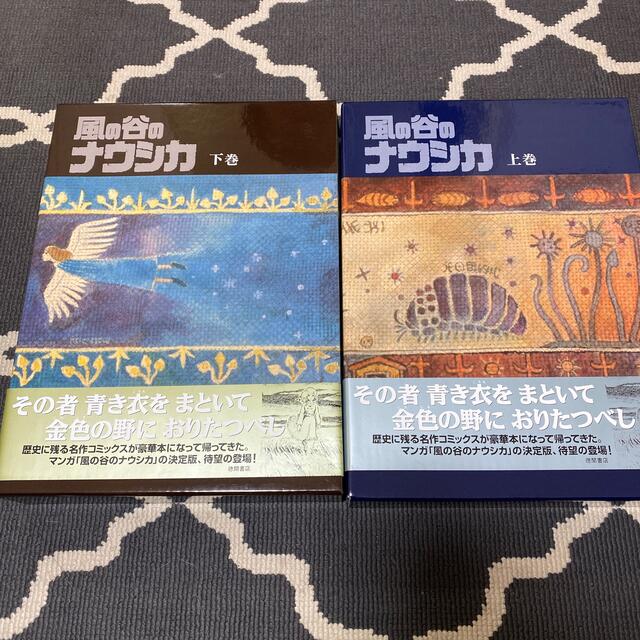 風の谷の
ナウシカ 下巻
その者 青き衣を まといて
金色の野に おりたつべし
歴史に残る名作コミックスが豪華本になって帰ってきた。
マンガ「風の谷のナウシカ」の決定版、待望の登場!
徳間書店
風の谷の
ナウシカ 上巻
その者 青き衣を まといて
金色の野に おりたつべし
歴史に残る名作コミックスが豪華本になって帰ってきた。
マンガ「風の谷のナウシカ」の決定版、待望の登場!
徳間書店